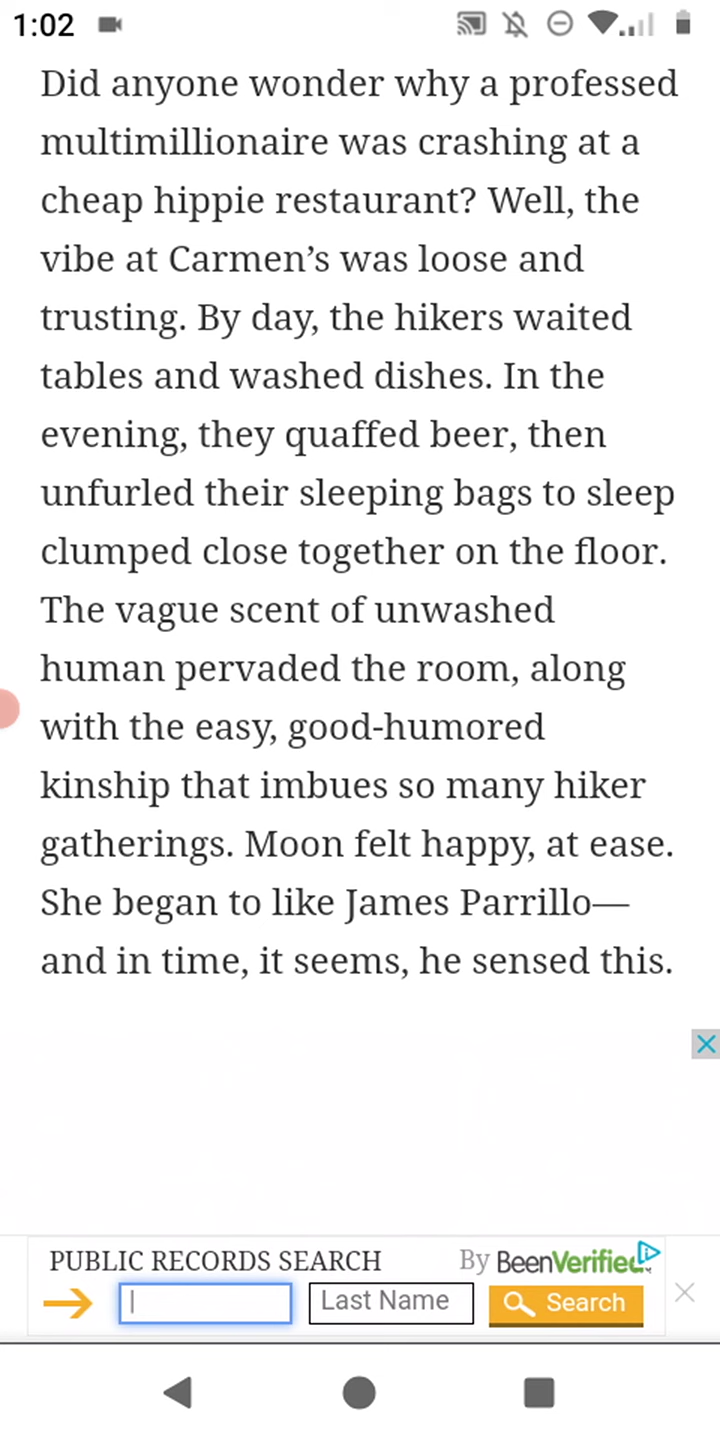 1:02
Did anyone wonder why a professed
multimillionaire was crashing at a
cheap hippie restaurant? Well, the
vibe at Carmen’s was loose and
trusting. By day, the hikers waited
tables and washed dishes. In the
evening, they quaffed beer, then
unfurled their sleeping bags to sleep
clumped close together on the floor.
The vague scent of unwashed
human pervaded the room, along
with the easy, good-humored
kinship that imbues so many hiker
gatherings. Moon felt happy, at ease.
She began to like James Parrillo—
and in time, it seems, he sensed this.
PUBLIC RECORDS SEARCH By BeenVerified
Last Name Search